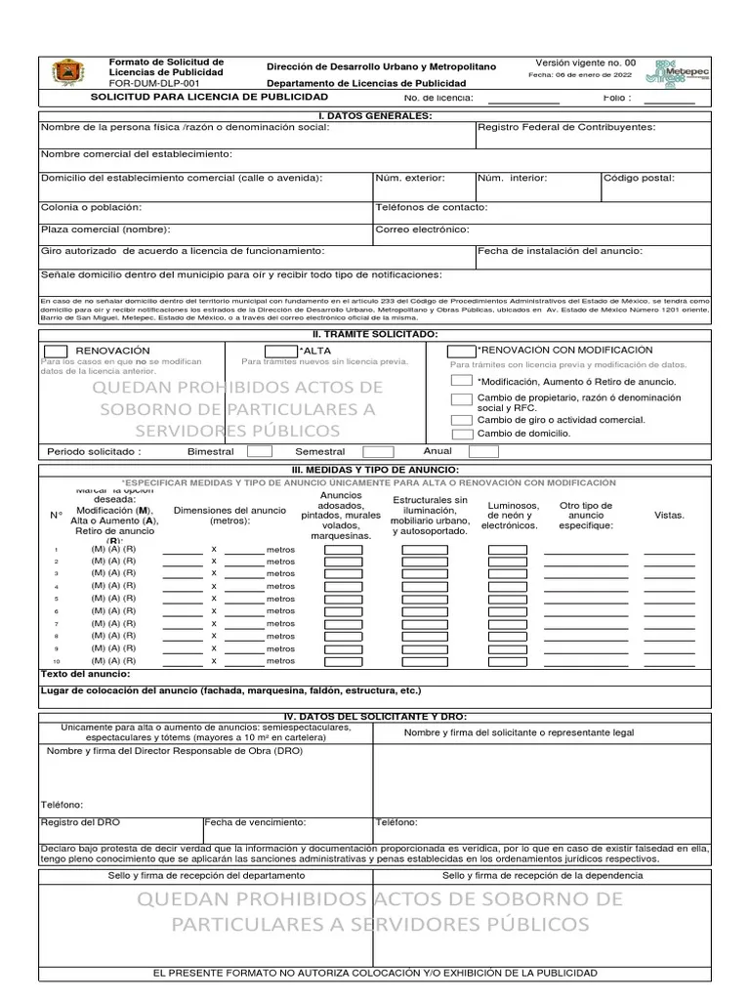 Formato de Solicitud de
Licencias de Publicidad
FOR-DUM-DLP-001
Dirección de Desarrollo Urbano y Metropolitano
Departamento de Licencias de Publicidad
Versión vigente no. 00
Fecha: 06 de enero de 2022
Metepec
SOLICITUD PARA LICENCIA DE PUBLICIDAD
No. de licencia:
Folio :
I. DATOS GENERALES:
Nombre de la persona física /razón o denominación social:
Registro Federal de Contribuyentes:
Nombre comercial del establecimiento:
Domicilio del establecimiento comercial (calle o avenida):
Núm. exterior:
Núm. interior:
Código postal:
Colonia o población:
Teléfonos de contacto:
Plaza comercial (nombre):
Correo electrónico:
Giro autorizado de acuerdo a licencia de funcionamiento:
Fecha de instalación del anuncio:
Señale domicilio dentro del municipio para oír y recibir todo tipo de notificaciones:
En caso de no señalar domicilio dentro del territorio municipal con fundamento en el artículo 233 del Código de Procedimientos Administrativos del Estado de México, se tendrá como
domicilio para oír y recibir notificaciones los estrados de la Dirección de Desarrollo Urbano, Metropolitano y Obras Públicas, ubicados en Av. Estado de México Número 1201 oriente,
Barrio de San Miguel, Metepec, Estado de México, o a través del correo electrónico oficial de la misma.
II. TRAMITE SOLICITADO:
RENOVACIÓN
*ALTA
*RENOVACION CON MODIFICACION
Para los casos en que no se modifican
datos de la licencia anterior.
Para trámites nuevos sin licencia previa.
Para trámites con licencia previa y modificación de datos.
*Modificación, Aumento ó Retiro de anuncio.
Cambio de propietario, razón ó denominación
social y RFC.
Cambio de giro o actividad comercial.
Cambio de domicilio.
QUEDAN PROHIBIDOS ACTOS DE
SOBORNO DE PARTICULARES A
SERVIDORES PÚBLICOS
Periodo solicitado :
Bimestral
Semestral
Anual
III. MEDIDAS Y TIPO DE ANUNCIO:
*ESPECIFICAR MEDIDAS Y TIPO DE ANUNCIO ÚNICAMENTE PARA ALTA O RENOVACIÓN CON MODIFICACIÓN
N°
Marcar la opción
deseada:
Modificación (M),
Alta o Aumento (A),
Retiro de anuncio
(R):
Dimensiones del anuncio
(metros):
Anuncios
adosados,
pintados, murales
volados,
marquesinas.
Estructurales sin
iluminación,
mobiliario urbano,
y autosoportado.
Luminosos,
de neón y
electrónicos.
Otro tipo de
anuncio
especifique:
Vistas.
1 (M) (A) (R) x metros
2 (M) (A) (R) x metros
3 (M) (A) (R) x metros
4 (M) (A) (R) x metros
5 (M) (A) (R) x metros
6 (M) (A) (R) x metros
7 (M) (A) (R) x metros
8 (M) (A) (R) x metros
9 (M) (A) (R) x metros
10 (M) (A) (R) x metros
Texto del anuncio:
Lugar de colocación del anuncio (fachada, marquesina, faldón, estructura, etc.)
IV. DATOS DEL SOLICITANTE Y DRO:
Unicamente para alta o aumento de anuncios: semiespectaculares,
espectaculares y tótems (mayores a 10 m² en cartelera)
Nombre y firma del solicitante o representante legal
Nombre y firma del Director Responsable de Obra (DRO)
Teléfono:
Registro del DRO
Fecha de vencimiento:
Teléfono:
Declaro bajo protesta de decir verdad que la información y documentación proporcionada es verídica, por lo que en caso de existir falsedad en ella,
tengo pleno conocimiento que se aplicarán las sanciones administrativas y penas establecidas en los ordenamientos jurídicos respectivos.
Sello y firma de recepción del departamento
Sello y firma de recepción de la dependencia
QUEDAN PROHIBIDOS ACTOS DE SOBORNO DE
PARTICULARES A SERVIDORES PÚBLICOS
EL PRESENTE FORMATO NO AUTORIZA COLOCACIÓN Y/O EXHIBICIÓN DE LA PUBLICIDAD